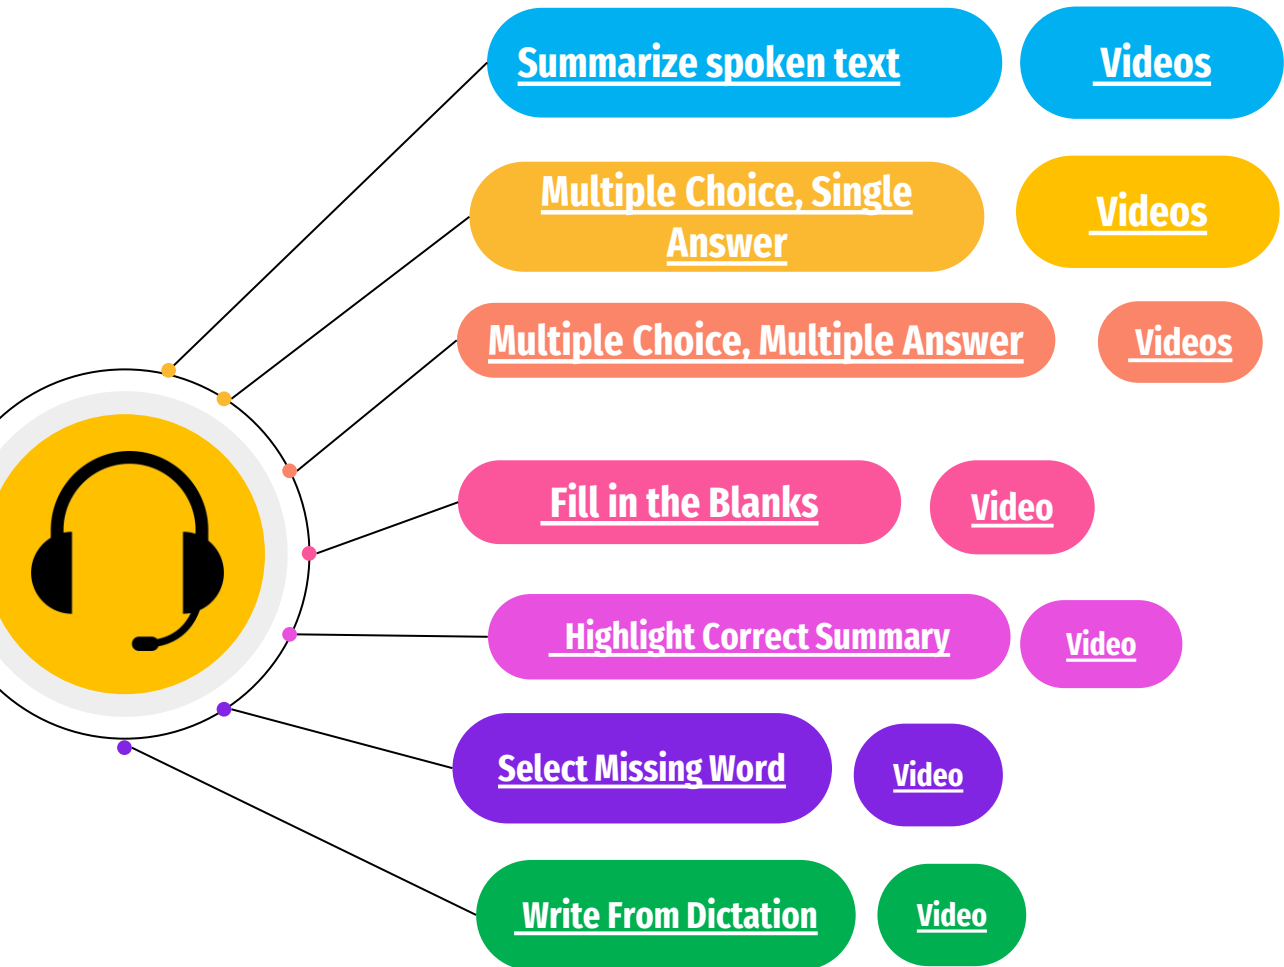 Summarize spoken text
Videos
Multiple Choice, Single
Answer
Videos
Multiple Choice, Multiple Answer
Videos
Fill in the Blanks
Video
Highlight Correct Summary
Video
Select Missing Word
Video
Write From Dictation
Video